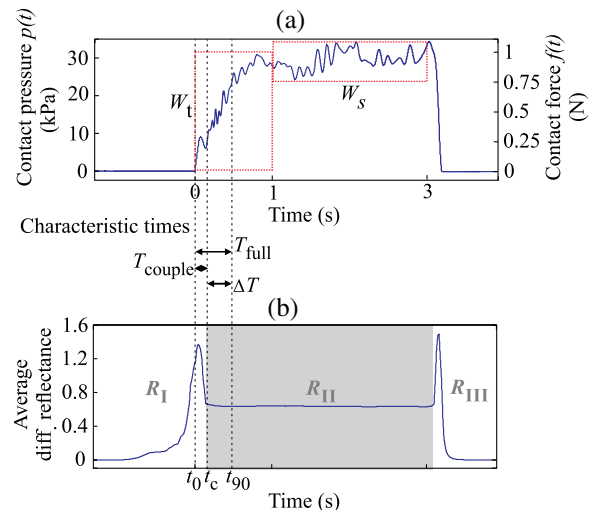 (a)
Contact pressure p(t)
(kPa)
30
20
10
0
W_t
W_s
1
0.75
0.5
0.25
0
Contact force f(t)
(N)
0
1
3
Time (s)
Characteristic times
T_full
T_couple
ΔT
(b)
Average
diff_reflectance
1.6
1.2
0.8
0.4
0
R_I
R_II
R_III
t_0
t_c
t_90
Time (s)